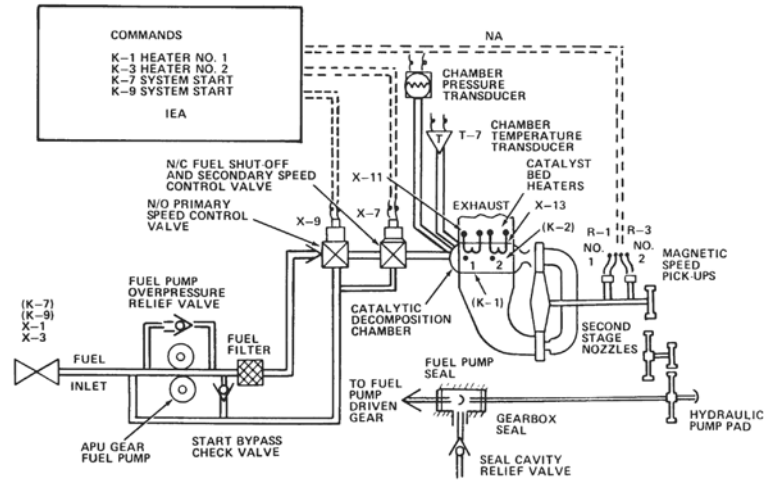 COMMANDS
K-1 HEATER NO. 1
K-3 HEATER NO. 2
K-7 SYSTEM START
K-9 SYSTEM START
IEA
NA
CHAMBER
PRESSURE
TRANSDUCER
T
T-7
CHAMBER
TEMPERATURE
TRANSDUCER
N/C FUEL SHUT-OFF
AND SECONDARY SPEED
CONTROL VALVE
X-11
CATALYST
BED
HEATERS
EXHAUST
X-13
N/O PRIMARY
SPEED CONTROL
VALVE
X-9
X-7
(K-2)
R-1
NO.
1
R-3
NO.
2
MAGNETIC
SPEED
PICK-UPS
1
2
(K-1)
CATALYTIC
DECOMPOSITION
CHAMBER
FUEL PUMP
OVERPRESSURE
RELIEF VALVE
(K-7)
(K-9)
X-1
X-3
FUEL
FILTER
FUEL
INLET
SECOND
STAGE
NOZZLES
FUEL PUMP
SEAL
TO FUEL
PUMP
DRIVEN
GEAR
GEARBOX
SEAL
HYDRAULIC
PUMP PAD
APU GEAR
FUEL PUMP
START BYPASS
CHECK VALVE
SEAL CAVITY
RELIEF VALVE